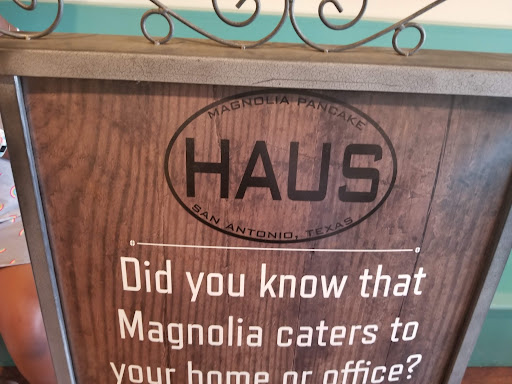 MAGNOLIA PANCAKE
HAUS
SAN ANTONIO, TEXAS
Did you know that
Magnolia caters to
your home or office?